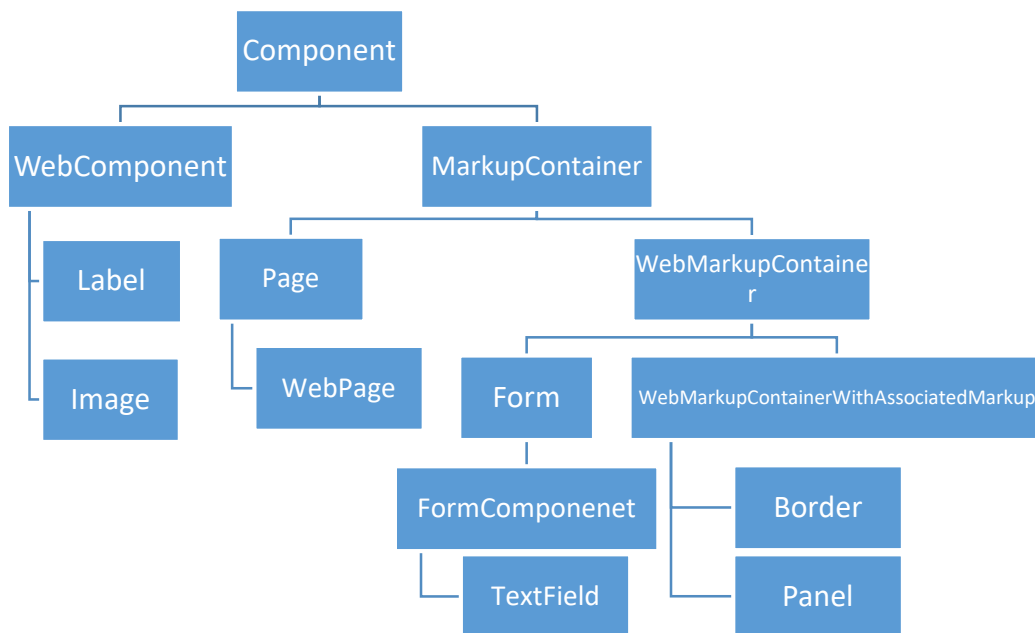 Component
WebComponent
MarkupContainer
Label
Page
WebMarkupContaine
r
Image
WebPage
Form
WebMarkupContainerWithAssociatedMarkup
FormComponenet
Border
TextField
Panel